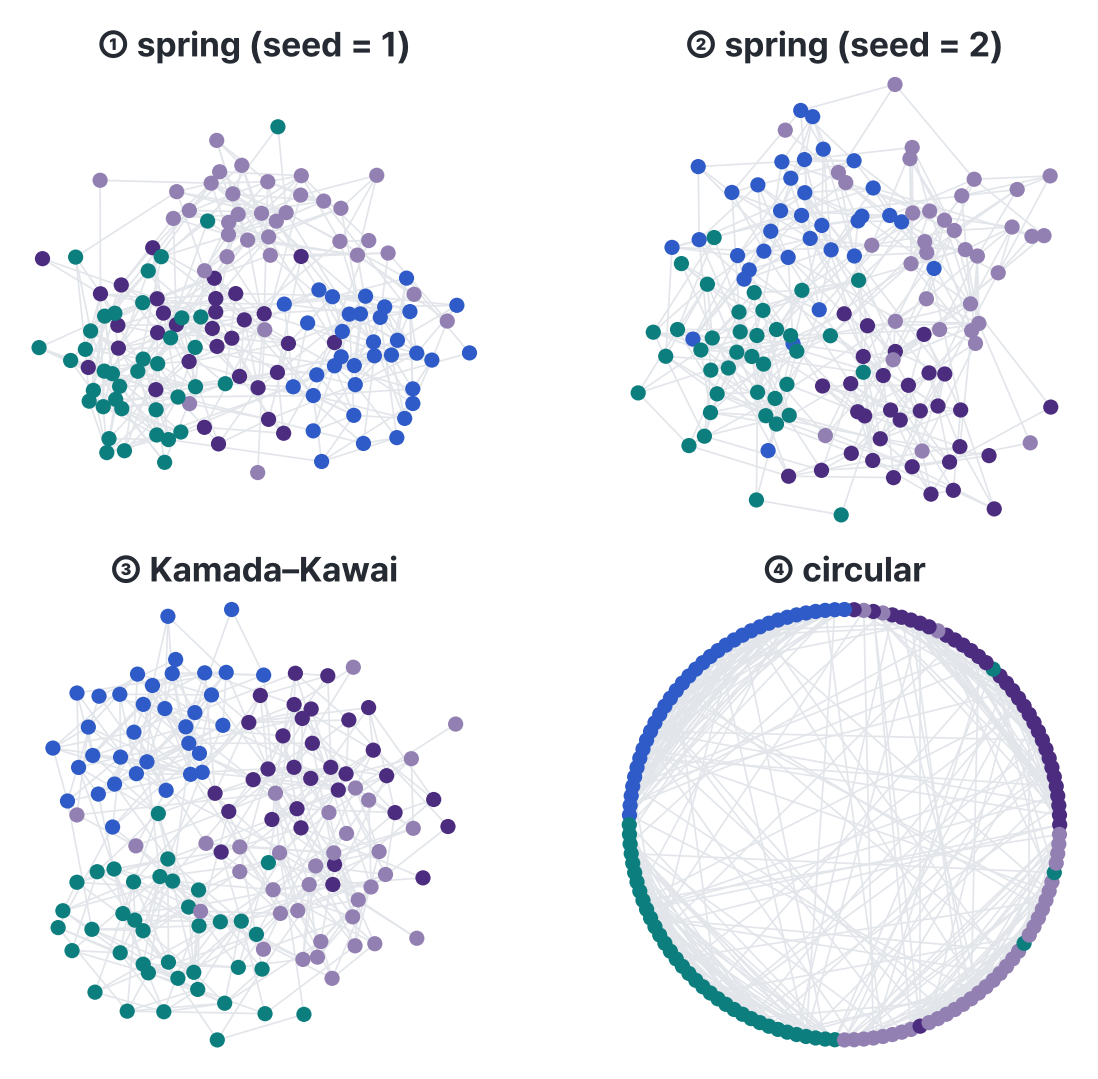 ① spring (seed = 1)
② spring (seed = 2)
③ Kamada–Kawai
④ circular